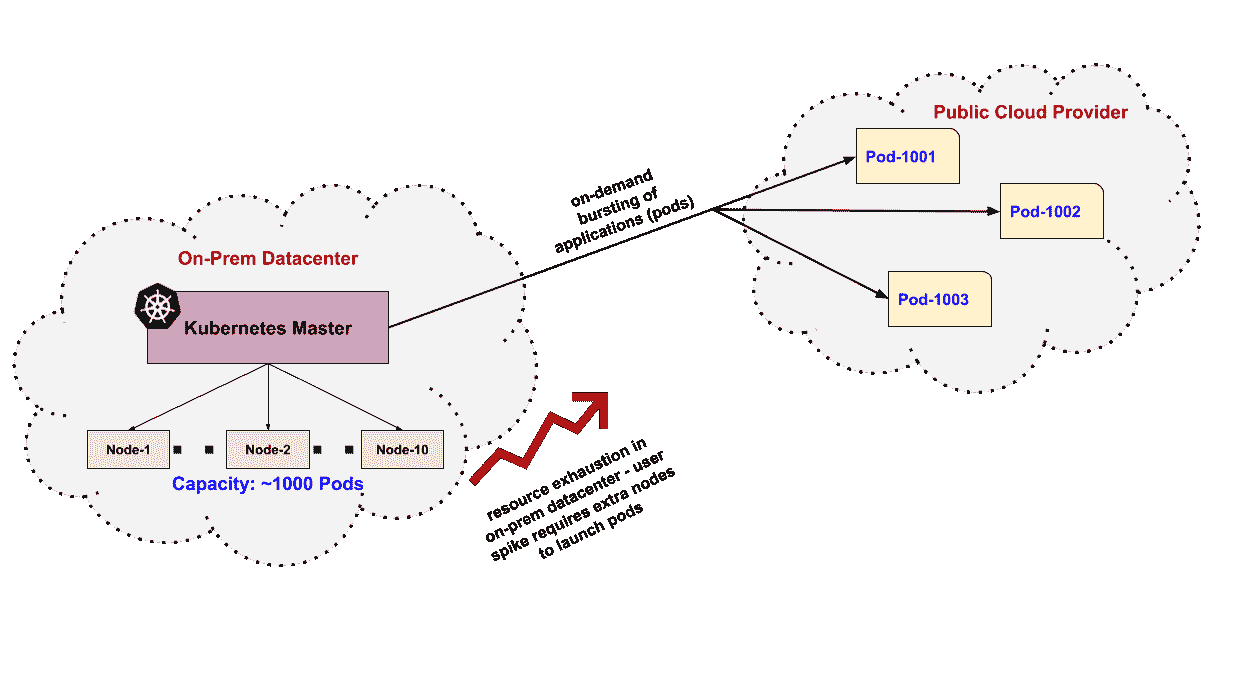 Public Cloud Provider
Pod-1001
Pod-1002
Pod-1003
on-demand
bursting of
applications (pods)
On-Prem Datacenter
Kubernetes Master
Node-1
Node-2
Node-10
Capacity: ~1000 Pods
resource exhaustion in
on-prem datacenter - user
spike requires extra nodes
to launch pods